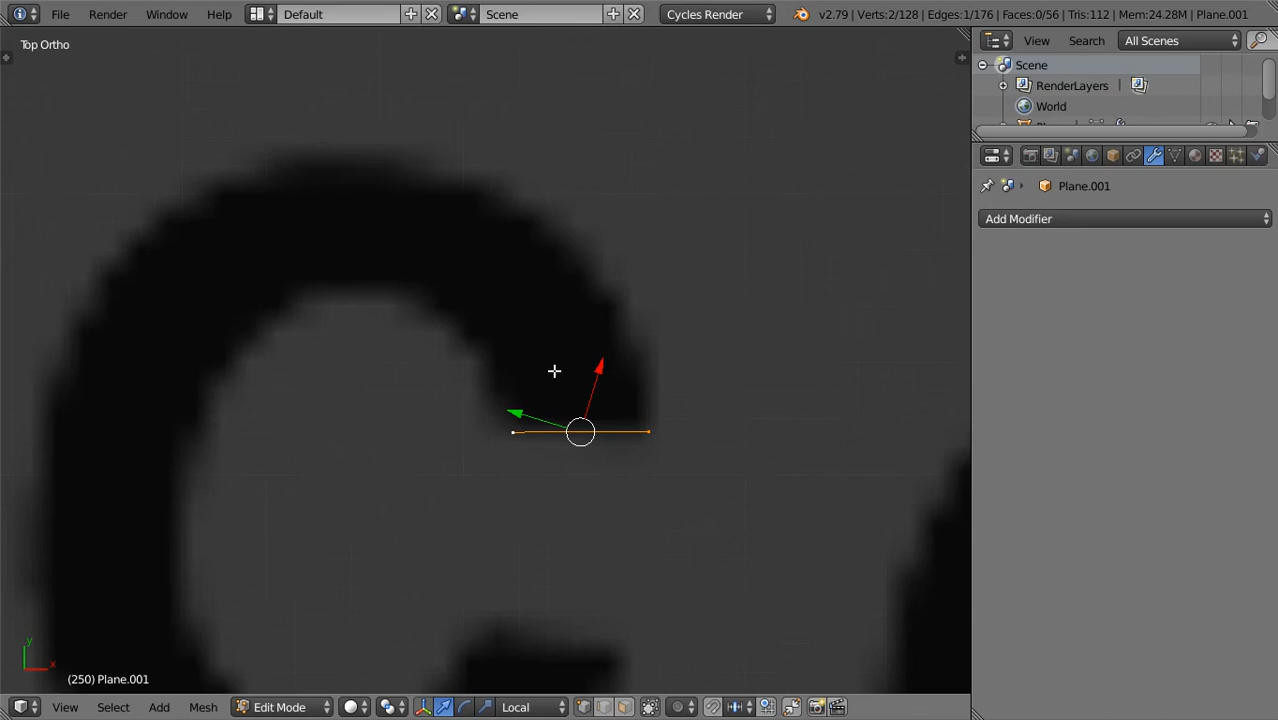 File Render Window Help Default Scene Cycles Render v2.79 | Verts:2/128 | Edges:1/176 | Faces:0/56 | Tris:112 | Mem:24.28M | Plane.001
Top Ortho
View Search All Scenes
Scene
RenderLayers |
World
Plane.001
Add Modifier
y
x
(250) Plane.001
View Select Add Mesh Edit Mode Local